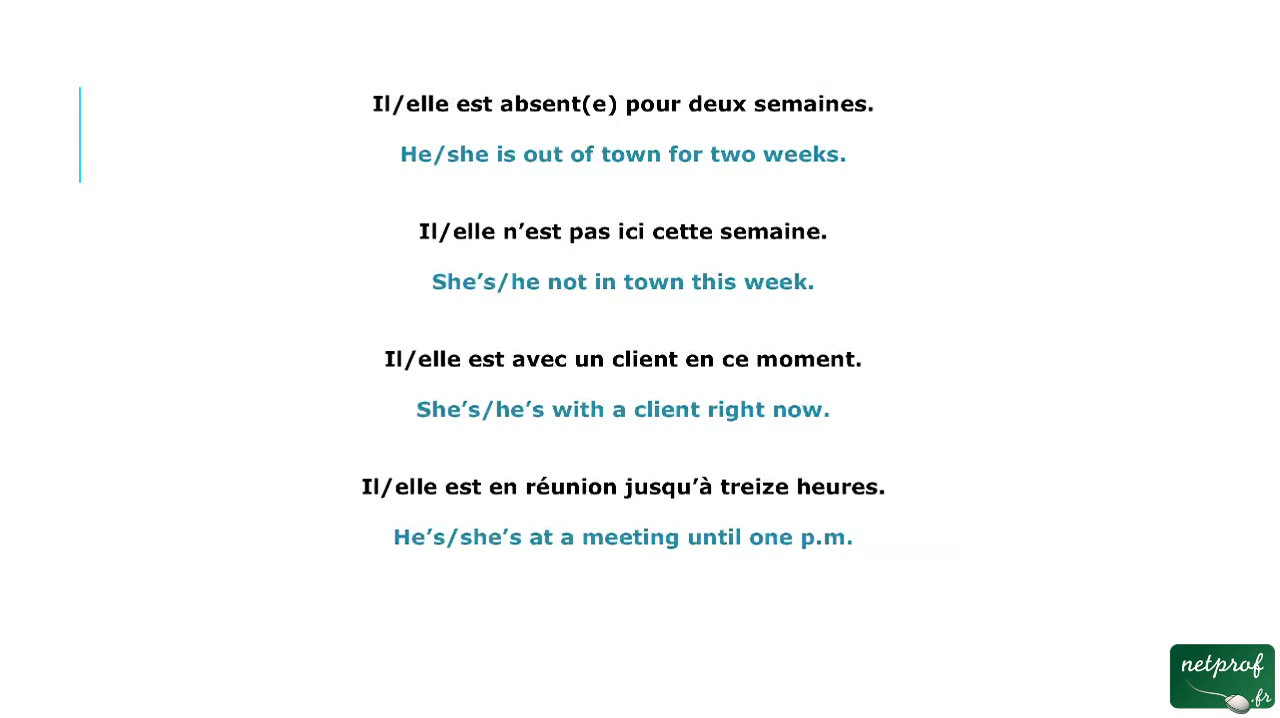 Il/elle est absent(e) pour deux semaines.
He/she is out of town for two weeks.
Il/elle n’est pas ici cette semaine.
She’s/he not in town this week.
Il/elle est avec un client en ce moment.
She’s/he’s with a client right now.
Il/elle est en réunion jusqu’à treize heures.
He’s/she’s at a meeting until one p.m.
netprof
.fr